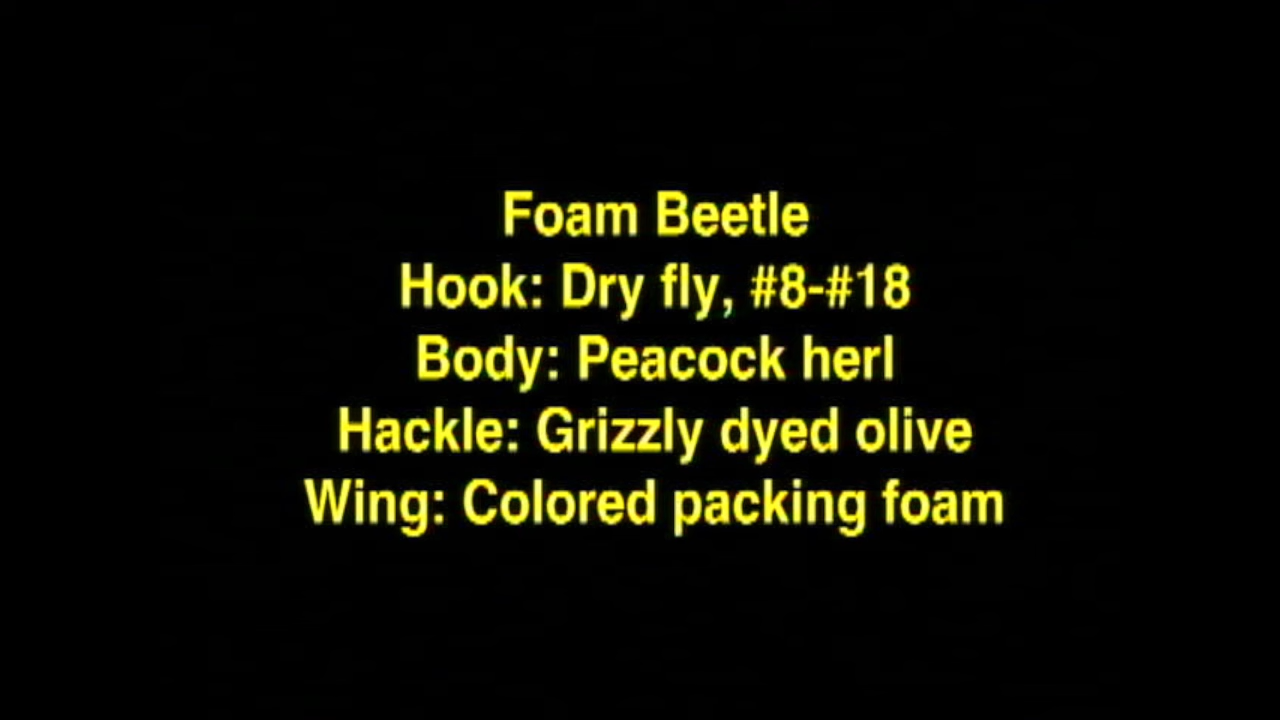 Foam Beetle
Hook: Dry fly, #8-#18
Body: Peacock herl
Hackle: Grizzly dyed olive
Wing: Colored packing foam